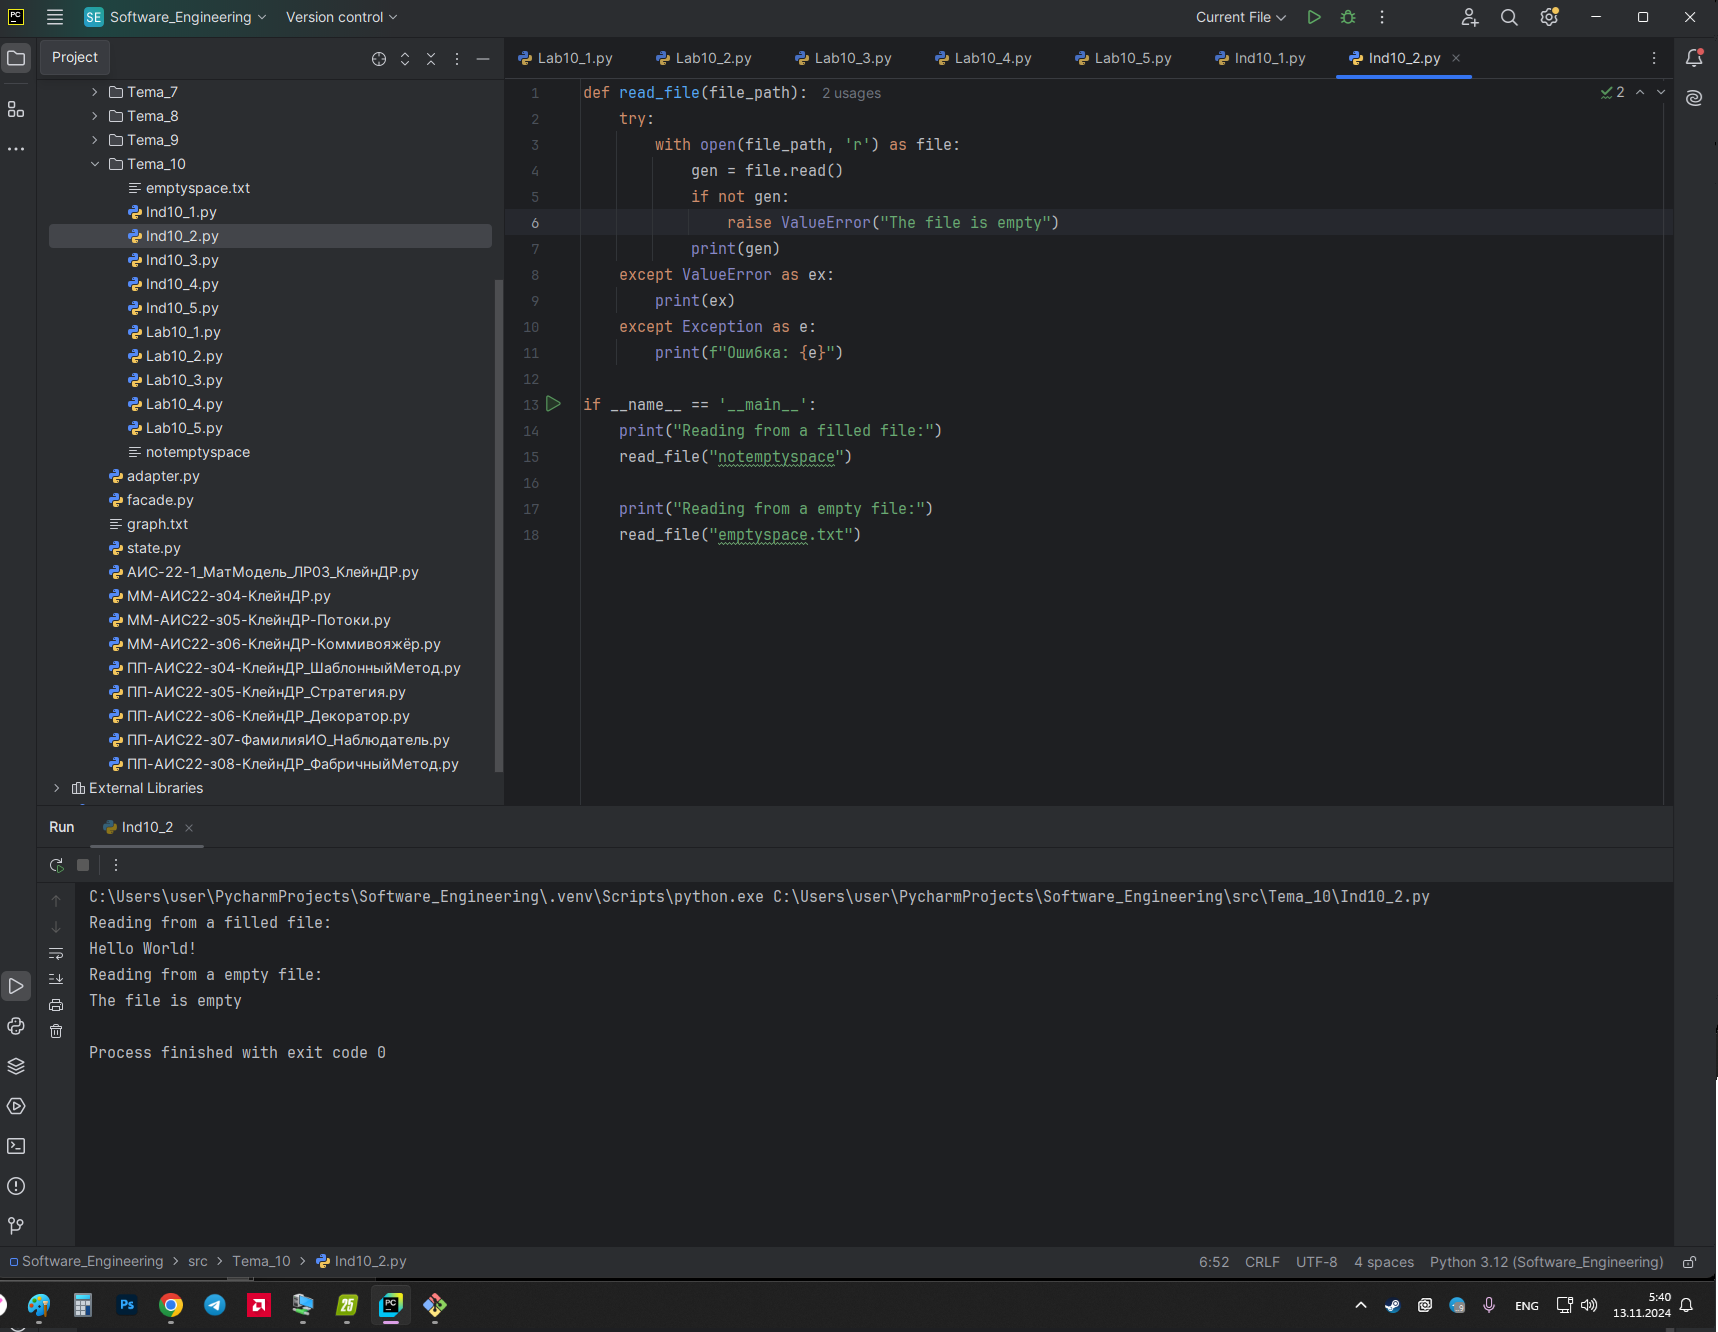 PC
SE Software_Engineering
Version control
Current File
Project
Lab10_1.py
Lab10_2.py
Lab10_3.py
Lab10_4.py
Lab10_5.py
Ind10_1.py
Ind10_2.py
Tema_7
Tema_8
Tema_9
Tema_10
emptyspace.txt
Ind10_1.py
Ind10_2.py
Ind10_3.py
Ind10_4.py
Ind10_5.py
Lab10_1.py
Lab10_2.py
Lab10_3.py
Lab10_4.py
Lab10_5.py
notemptyspace
adapter.py
facade.py
graph.txt
state.py
АИС-22-1_МатМодель_ЛР03_КлейнДР.py
ММ-АИС22-з04-КлейнДР.py
ММ-АИС22-з05-КлейнДР-Потоки.py
ММ-АИС22-з06-КлейнДР-Коммивояжёр.py
ПП-АИС22-з04-КлейнДР_ШаблонныйМетод.py
ПП-АИС22-з05-КлейнДР_Стратегия.py
ПП-АИС22-з06-КлейнДР_Декоратор.py
ПП-АИС22-з07-ФамилияИО_Наблюдатель.py
ПП-АИС22-з08-КлейнДР_ФабричныйМетод.py
External Libraries
1 def read_file(file_path): 2 usages
2 try:
3 with open(file_path, 'r') as file:
4 gen = file.read()
5 if not gen:
6 raise ValueError("The file is empty")
7 print(gen)
8 except ValueError as ex:
9 print(ex)
10 except Exception as e:
11 print(f"Ошибка: {e}")
12
13 if __name__ == '__main__':
14 print("Reading from a filled file:")
15 read_file("notemptyspace")
16
17 print("Reading from a empty file:")
18 read_file("emptyspace.txt")
2
Run
Ind10_2
C:\Users\user\PycharmProjects\Software_Engineering\.venv\Scripts\python.exe C:\Users\user\PycharmProjects\Software_Engineering\src\Tema_10\Ind10_2.py
Reading from a filled file:
Hello World!
Reading from a empty file:
The file is empty
Process finished with exit code 0
Software_Engineering > src > Tema_10 > Ind10_2.py
6:52 CRLF UTF-8 4 spaces Python 3.12 (Software_Engineering)
Ps
25
PC
ENG
5:40
13.11.2024